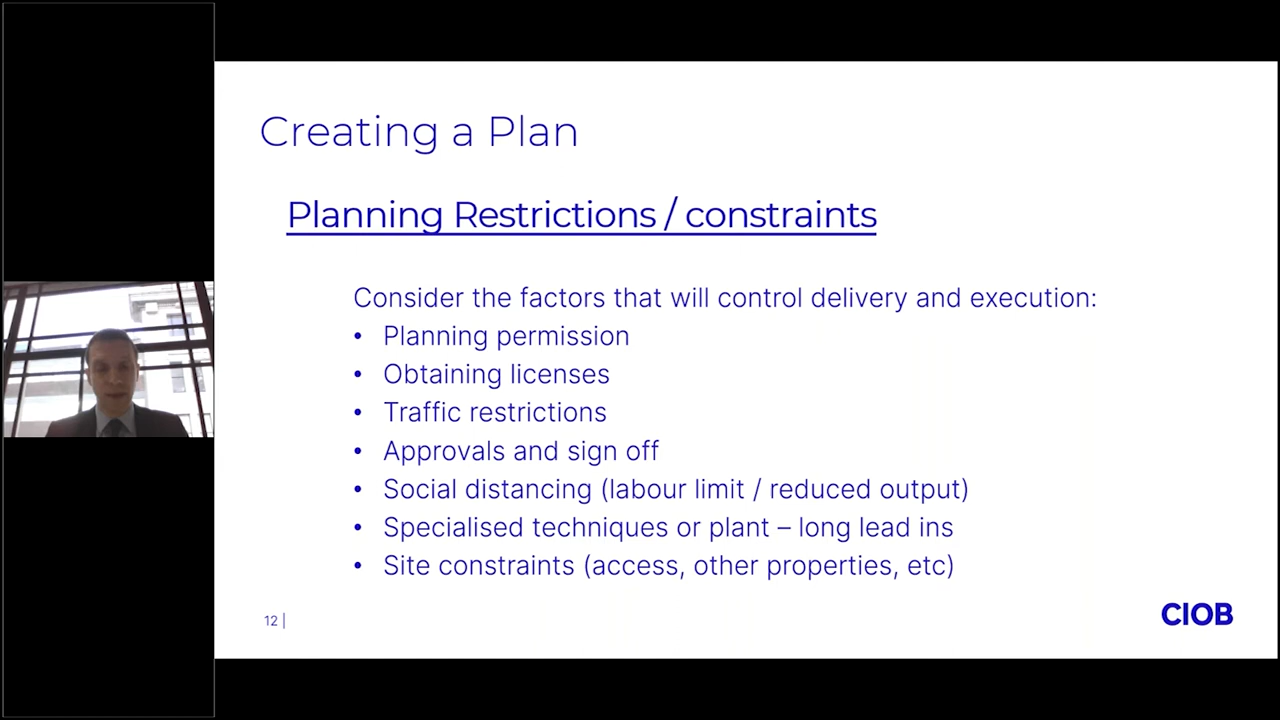 Creating a Plan
Planning Restrictions / constraints
Consider the factors that will control delivery and execution:
• Planning permission
• Obtaining licenses
• Traffic restrictions
• Approvals and sign off
• Social distancing (labour limit / reduced output)
• Specialised techniques or plant – long lead ins
• Site constraints (access, other properties, etc)
12 |
CIOB